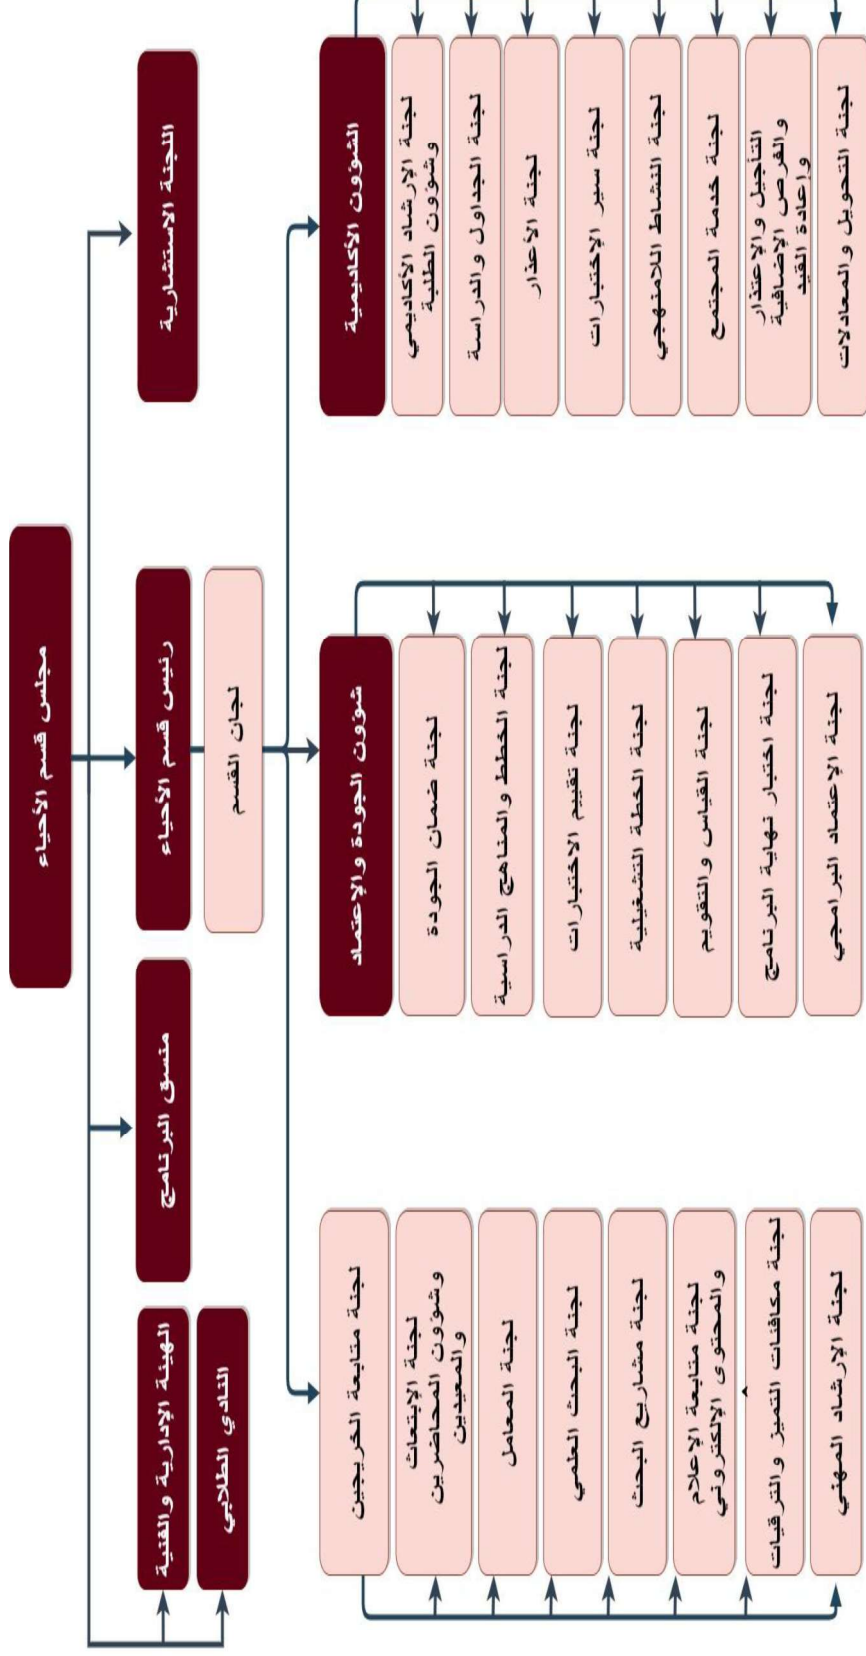 مجلس قسم الأحياء
اللجنة الاستشارية
رئيس قسم الأحياء
منسق البرنامج
الهيئة الإدارية والفنية
النادي الطلابي
لجان القسم
الشؤون الأكاديمية
لجنة الإرشاد الأكاديمي
وشؤون الطلبة
لجنة الجداول والدراسة
لجنة الأعذار
لجنة سير الإختبارات
لجنة النشاط اللامنهجي
لجنة خدمة المجتمع
التأجيل والإعتذار
والفرص الإضافية
وإعادة القيد
لجنة التحويل والمعادلات
شؤون الجودة والإعتماد
لجنة ضمان الجودة
لجنة الخطط والمناهج الدراسية
لجنة تقييم الاختبارات
لجنة الخطة التشغيلية
لجنة القياس والتقويم
لجنة اختبار نهاية البرنامج
لجنة الإعتماد البرامجي
لجنة متابعة الخريجين
لجنة الإبتعاث
وشؤون المحاضرين
والمعيدين
لجنة المعامل
لجنة البحث العلمي
لجنة مشاريع البحث
لجنة متابعة الإعلام
والمحتوى الإلكتروني
لجنة مكافئات التميز والترقيات
لجنة الإرشاد المهني